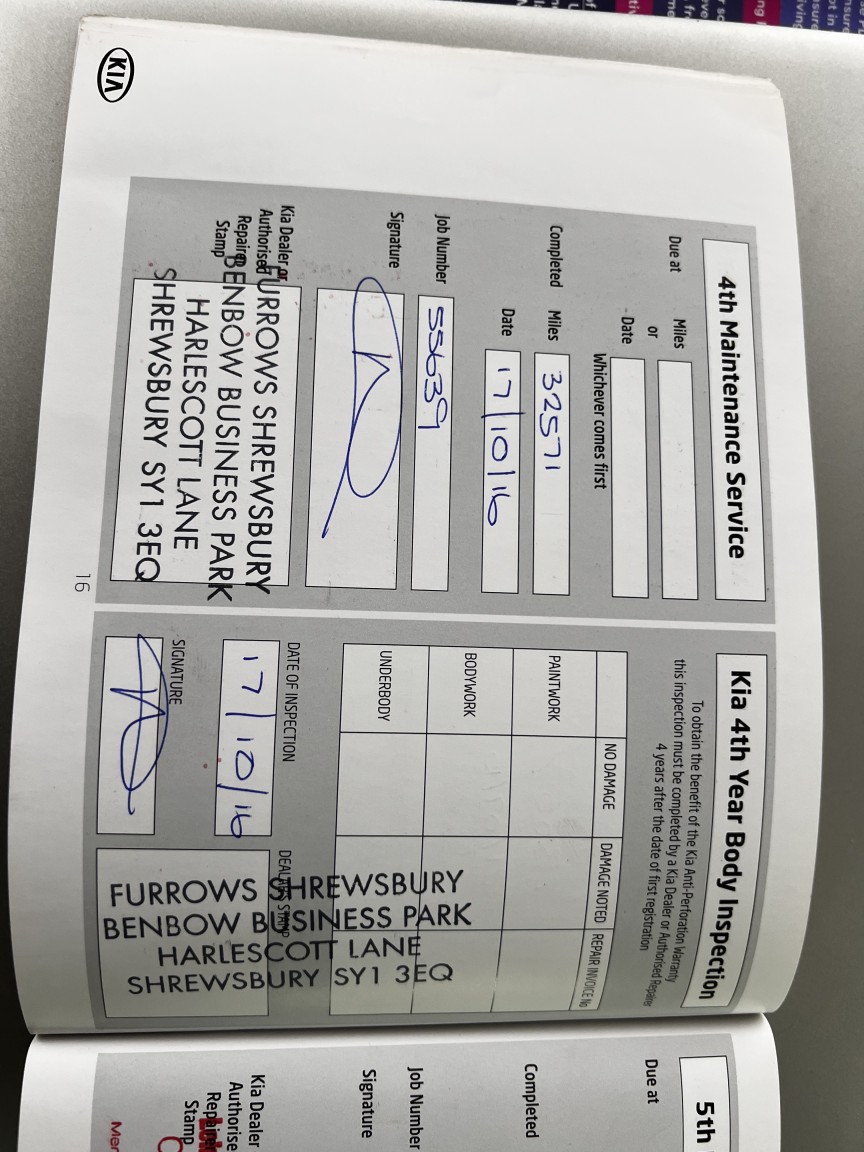 KIA
4th Maintenance Service
Due at Miles
or
Date
Whichever comes first
Completed Miles 32571
Date 17/10/16
Job Number 55639
Signature
Kia Dealer or
Authorised
Repairer
Stamp
FURROWS SHREWSBURY
BENBOW BUSINESS PARK
HARLESCOTT LANE
SHREWSBURY SY1 3EQ
16
Kia 4th Year Body Inspection
To obtain the benefit of the Kia Anti-Perforation Warranty
this inspection must be completed by a Kia Dealer or Authorised Repairer
4 years after the date of first registration
NO DAMAGE DAMAGE NOTED REPAIR INVOICE No
PAINTWORK
BODYWORK
UNDERBODY
DATE OF INSPECTION
17/10/16
SIGNATURE
DEALER STAMP
FURROWS SHREWSBURY
BENBOW BUSINESS PARK
HARLESCOTT LANE
SHREWSBURY SY1 3EQ
5th
Due at
Completed
Job Number
Signature
Kia Dealer
Authorise
Repairer
Stamp
Mer